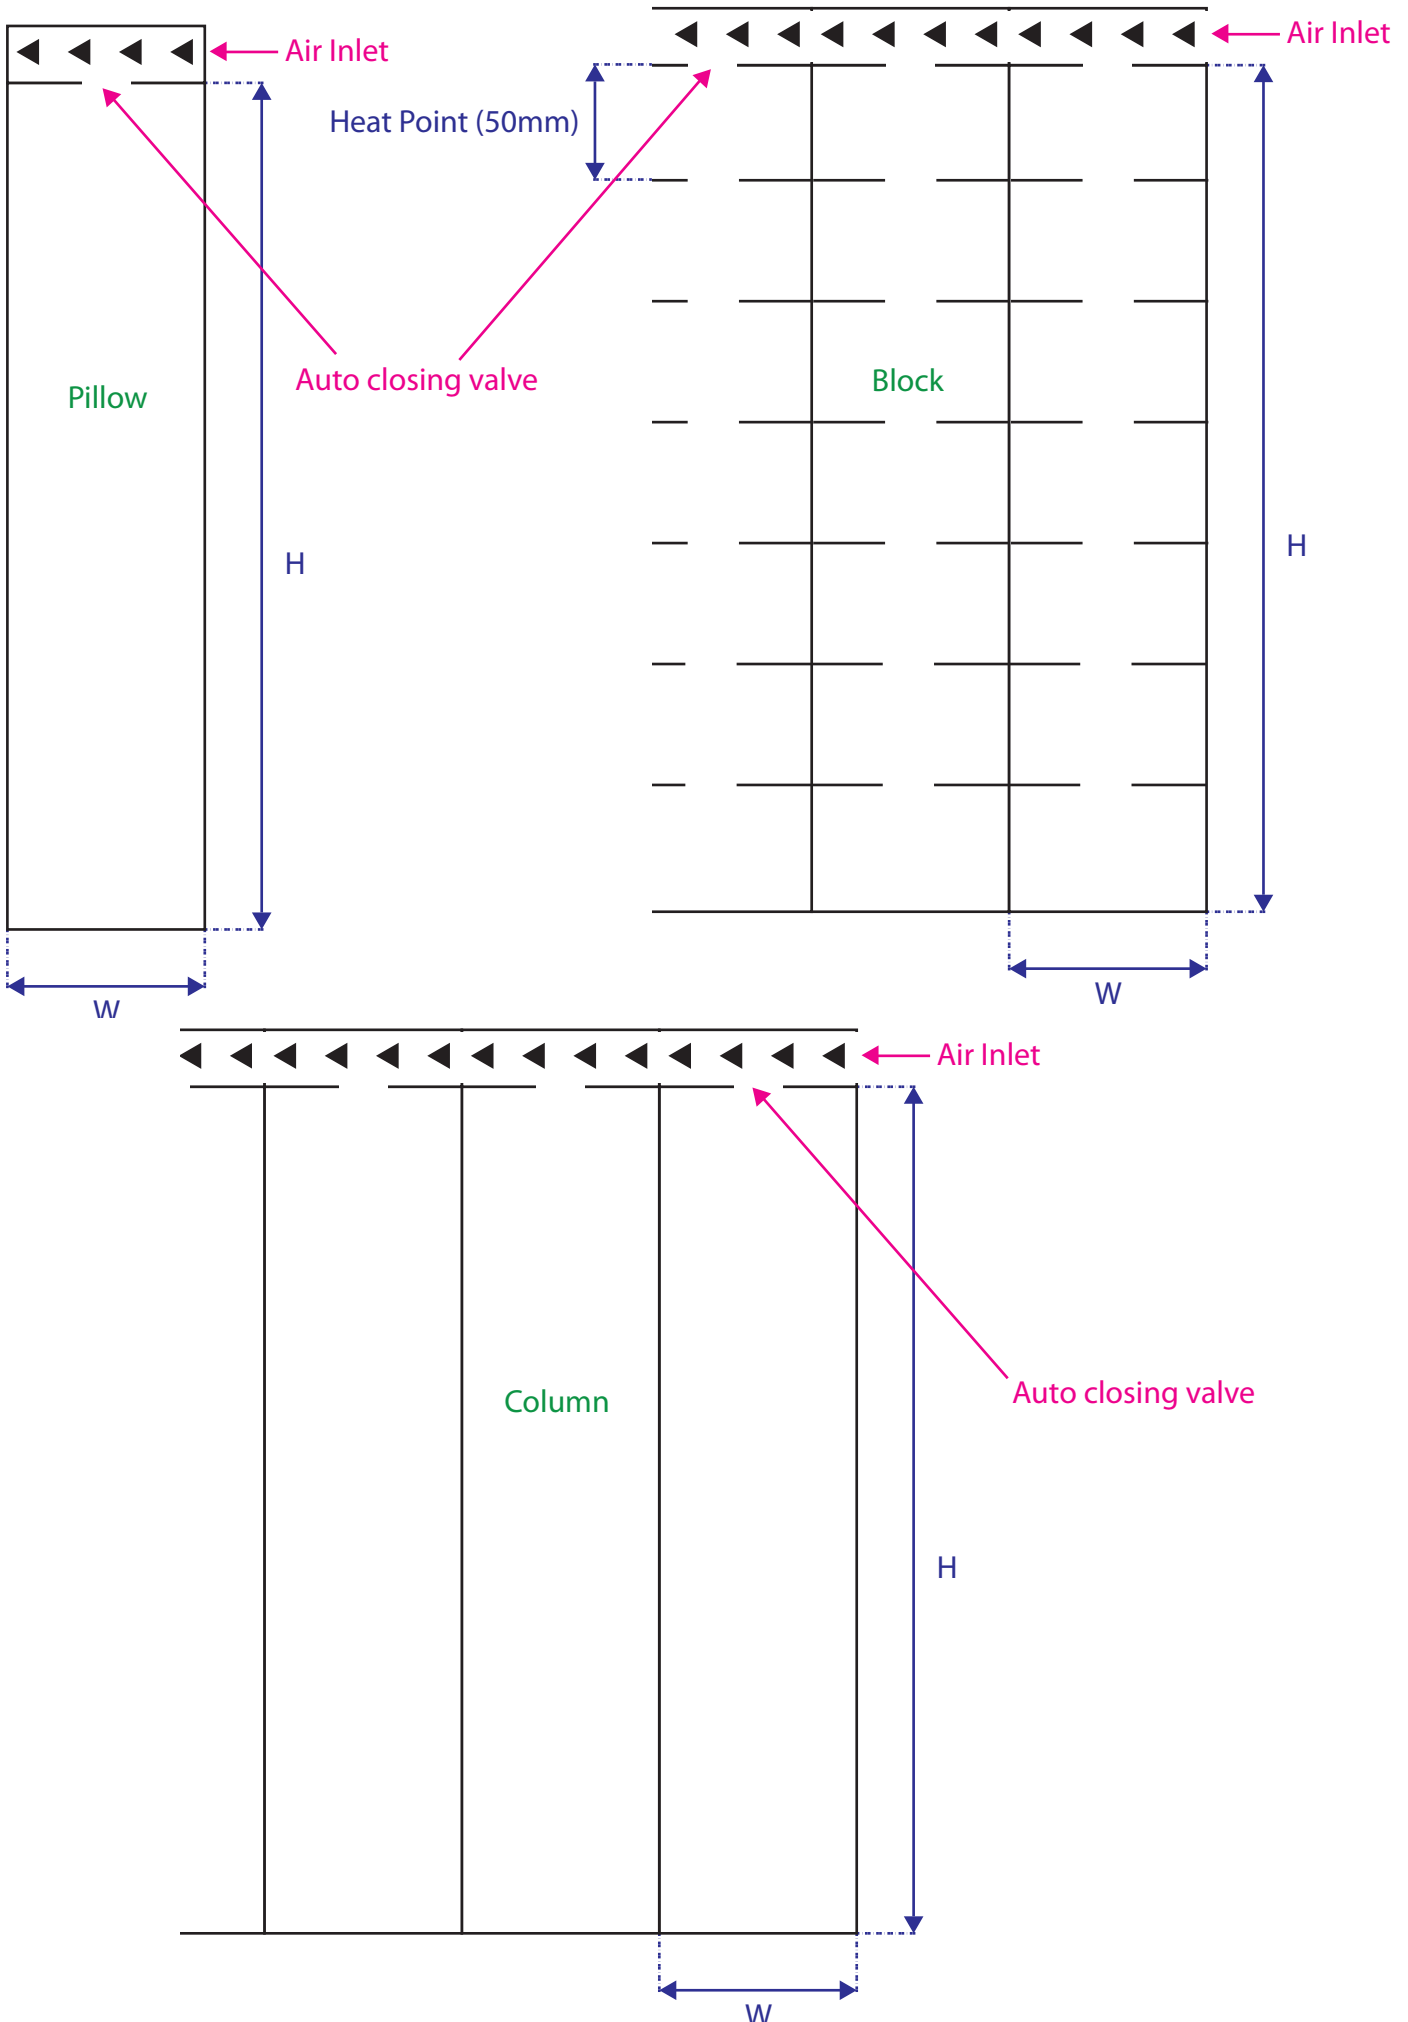 Air Inlet
Air Inlet
Heat Point (50mm)
Auto closing valve
Pillow
Block
H
H
W
W
Air Inlet
Auto closing valve
Column
H
W